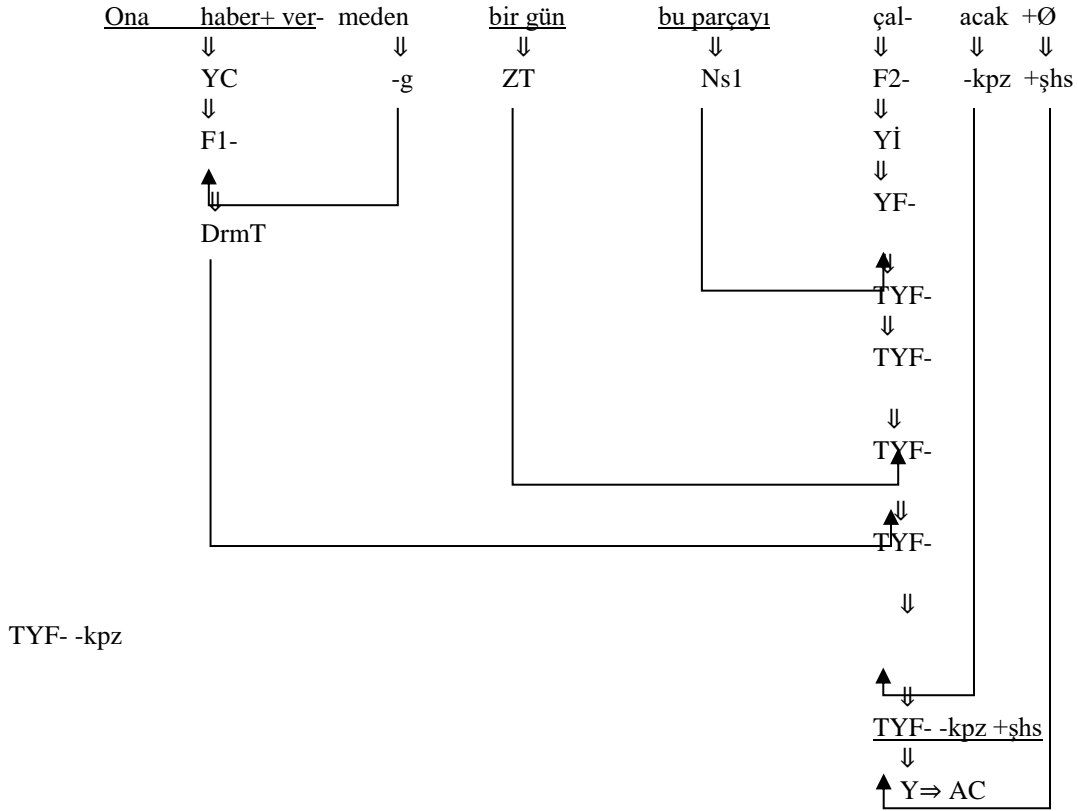 Ona haber+ ver- meden bir gün bu parçayı çal- acak +Ø
⇓ ⇓ ⇓ ⇓ ⇓ ⇓ ⇓
YC -g ZT Ns1 F2- -kpz +şhs
⇓ ⇓
F1- Yİ
⇓
⇓ YF-
DrmT
⇓
TYF-
⇓
TYF-
⇓
TYF-
⇓
TYF-
⇓
TYF- -kpz
⇓
TYF- -kpz +şhs
⇓
Y⇒ AC